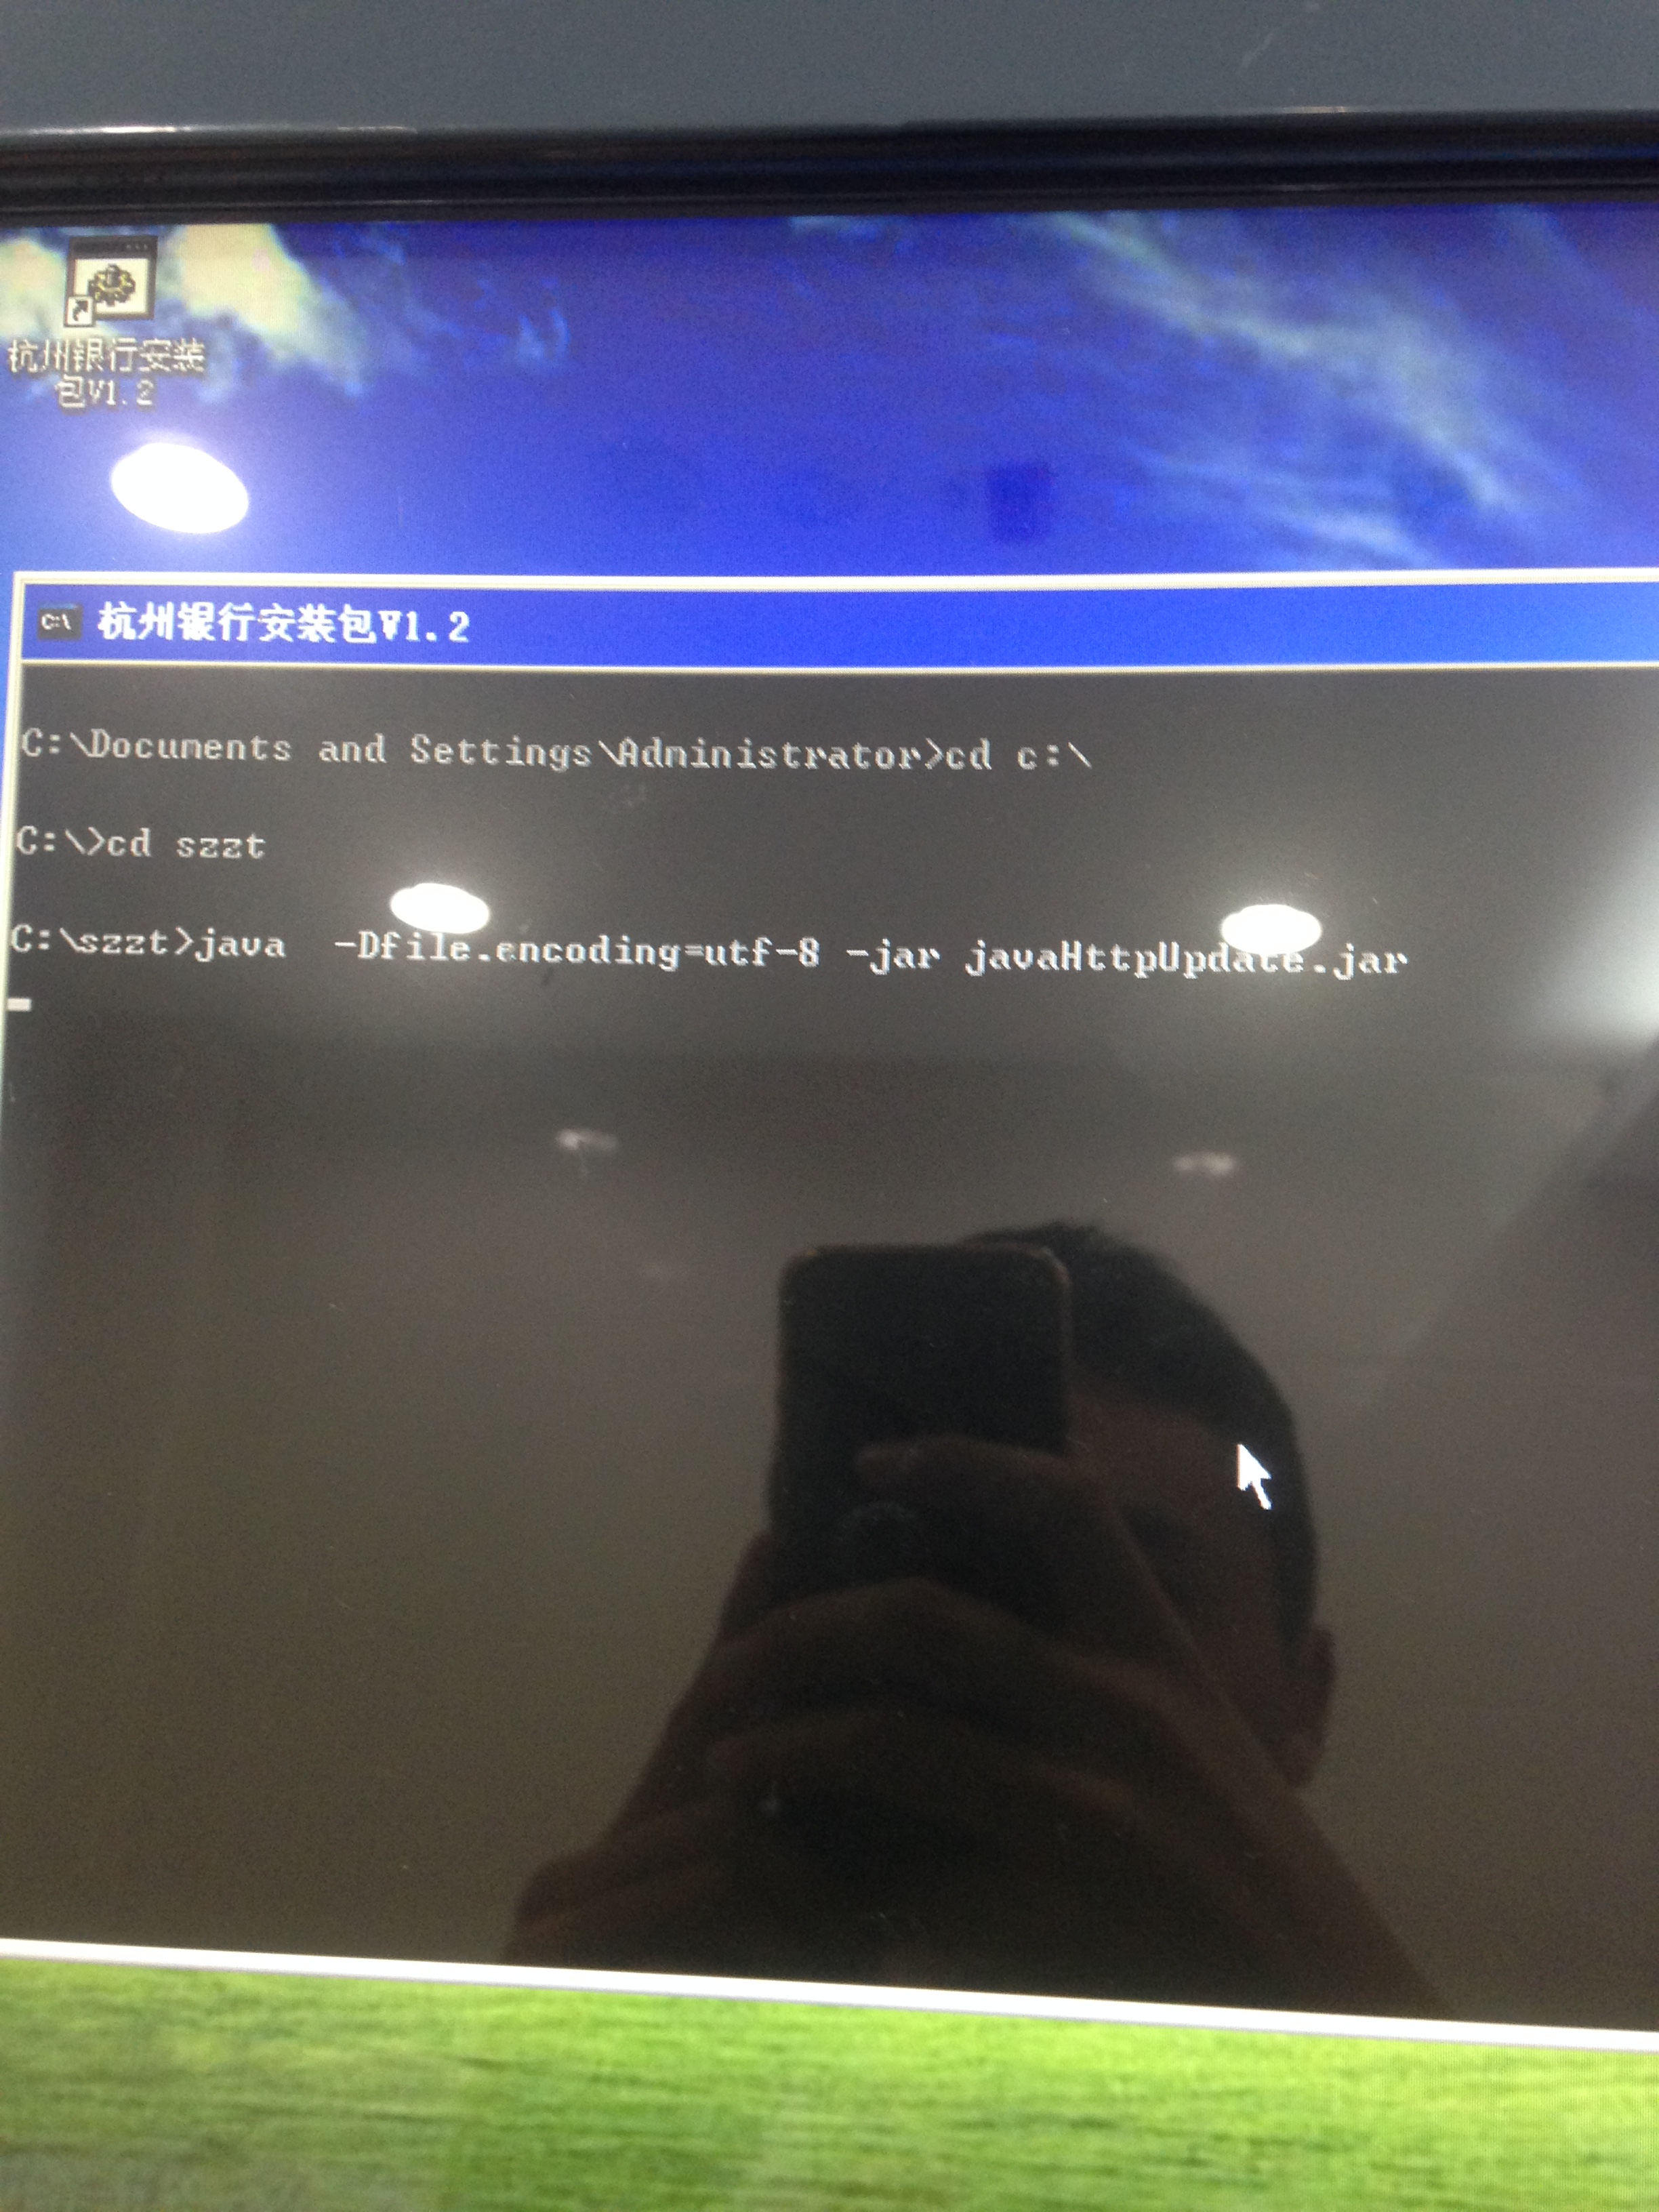 杭州银行安装
包V1.2
C:\ 杭州银行安装包V1.2
C:\Documents and Settings\Administrator>cd c:\
C:\>cd szzt
C:\szzt>java  -Dfile.encoding=utf-8 -jar javaHttpUpdate.jar